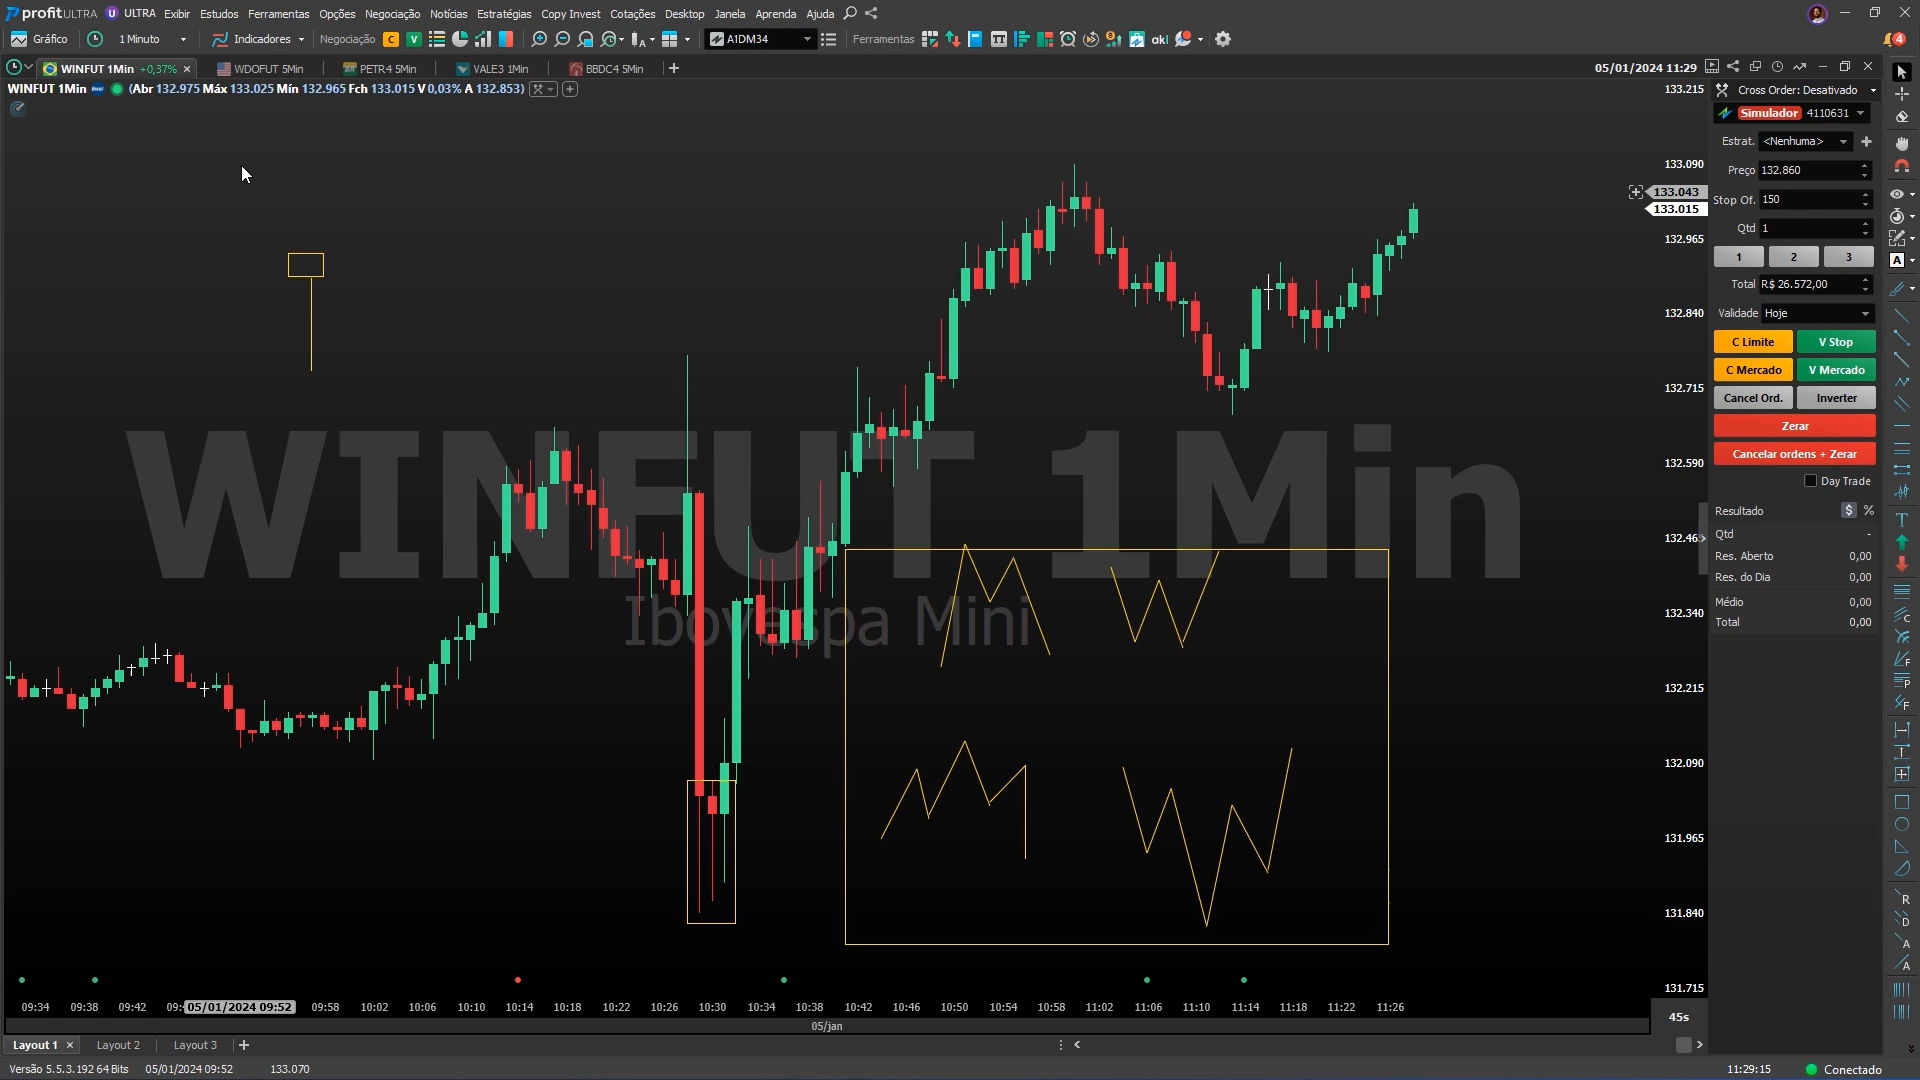 profitULTRA U ULTRA Exibir Estudos Ferramentas Opções Negociação Notícias Estratégias Copy Invest Cotações Desktop Janela Aprenda Ajuda
Gráfico 1 Minuto Indicadores Negociação C V A1DM34 Ferramentas akl 4
WINFUT 1Min +0,37% WDOFUT 5Min PETR4 5Min VALE3 1Min BBDC4 5Min 05/01/2024 11:29
WINFUT 1Min (Abr 132.975 Máx 133.025 Mín 132.965 Fch 133.015 V 0,03% A 132.853)
133.215
133.090
133.043
133.015
132.965
132.840
132.715
132.590
132.465
132.340
132.215
132.090
131.965
131.840
131.715
WINFUT 1Min
Ibovespa Mini
09:34 09:38 09:42 05/01/2024 09:52 09:58 10:02 10:06 10:10 10:14 10:18 10:22 10:26 10:30 10:34 10:38 10:42 10:46 10:50 10:54 10:58 11:02 11:06 11:10 11:14 11:18 11:22 11:26
45s
05/jan
Cross Order: Desativado
Simulador 4110631
Estrat. <Nenhuma>
Preço 132.860
Stop Of. 150
Qtd 1
1 2 3
Total R$ 26.572,00
Validade Hoje
C Limite V Stop
C Mercado V Mercado
Cancel Ord. Inverter
Zerar
Cancelar ordens + Zerar
Day Trade
Resultado $ %
Qtd -
Res. Aberto 0,00
Res. do Dia 0,00
Médio 0,00
Total 0,00
Layout 1 Layout 2 Layout 3
Versão 5.5.3.192 64 Bits 05/01/2024 09:52 133.070 11:29:15 Conectado